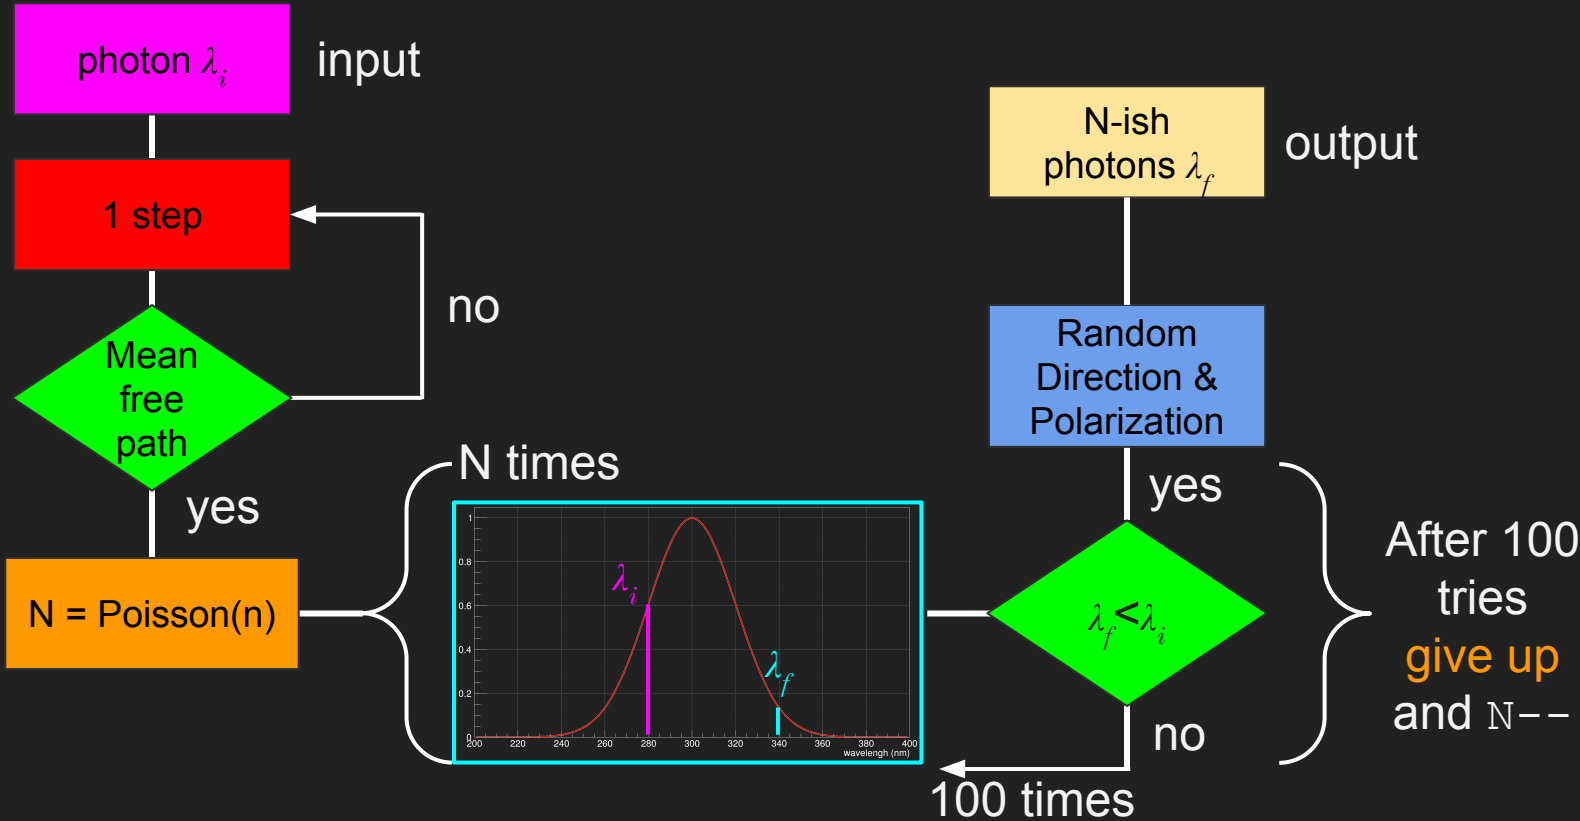 photon λi
input
1 step
no
Mean
free
path
yes
N = Poisson(n)
N times
1
0.8
0.6
0.4
0.2
0
200 220 240 260 280 300 320 340 360 380 400
wavelengh (nm)
λi
λf
N-ish
photons λf
output
Random
Direction &
Polarization
yes
λf<λi
no
100 times
After 100
tries
give up
and N--